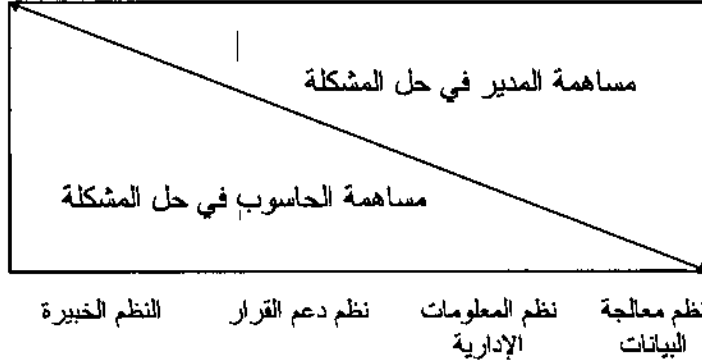 مساهمة المدير في حل المشكلة
مساهمة الحاسوب في حل المشكلة
نظم معالجة
البيانات
نظم المعلومات
الإدارية
نظم دعم القرار
النظم الخبيرة